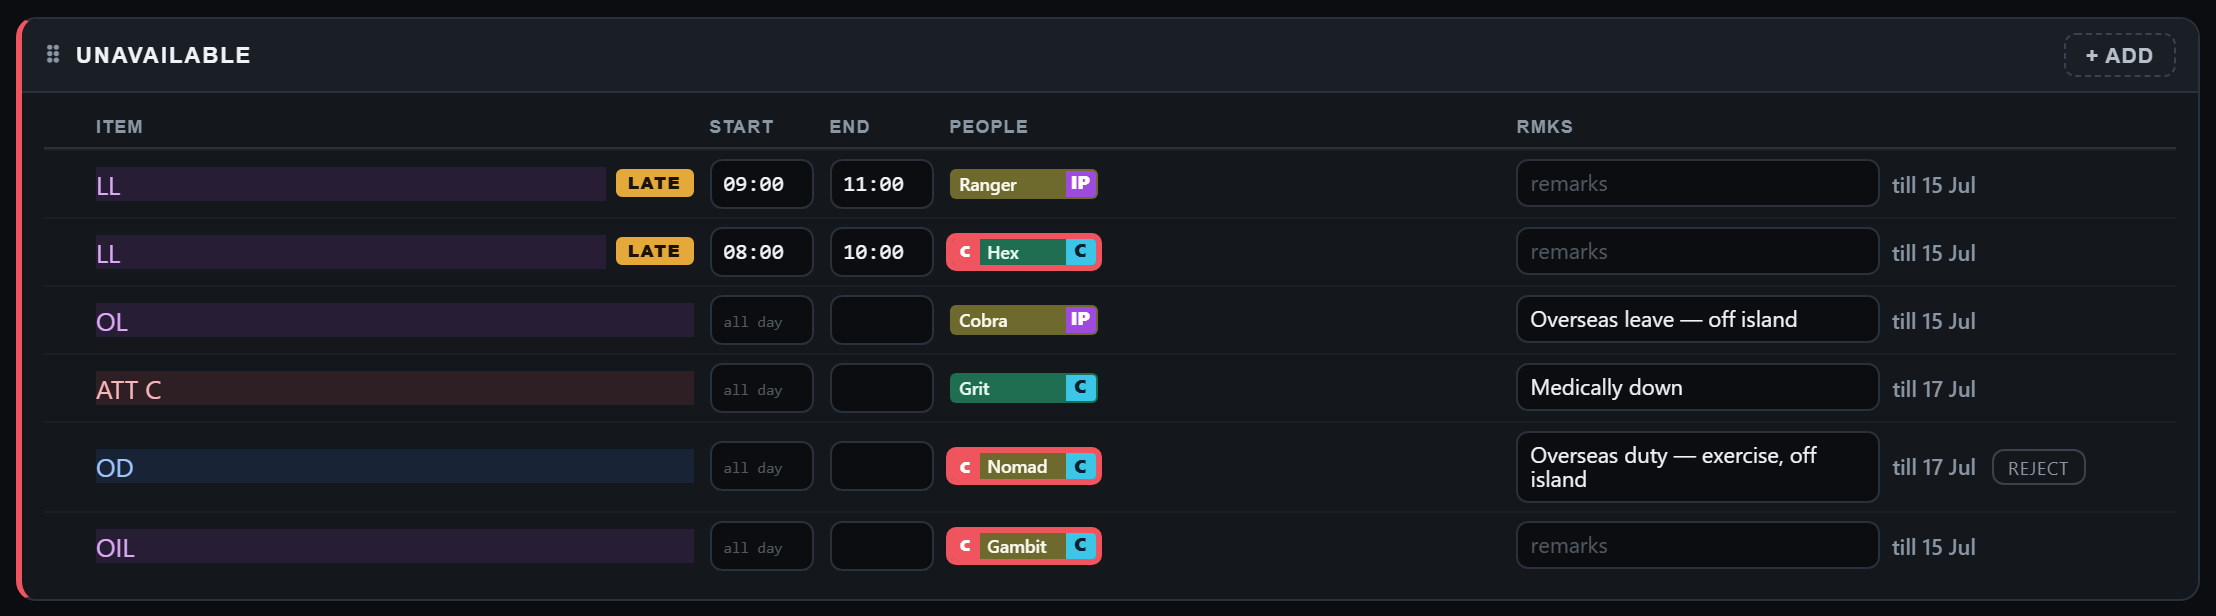 UNAVAILABLE
+ ADD
ITEM START END PEOPLE RMKS
LL LATE 09:00 11:00 Ranger IP remarks till 15 Jul
LL LATE 08:00 10:00 C Hex C remarks till 15 Jul
OL all day Cobra IP Overseas leave — off island till 15 Jul
ATT C all day Grit C Medically down till 17 Jul
OD all day C Nomad C Overseas duty — exercise, off
island till 17 Jul REJECT
OIL all day C Gambit C remarks till 15 Jul